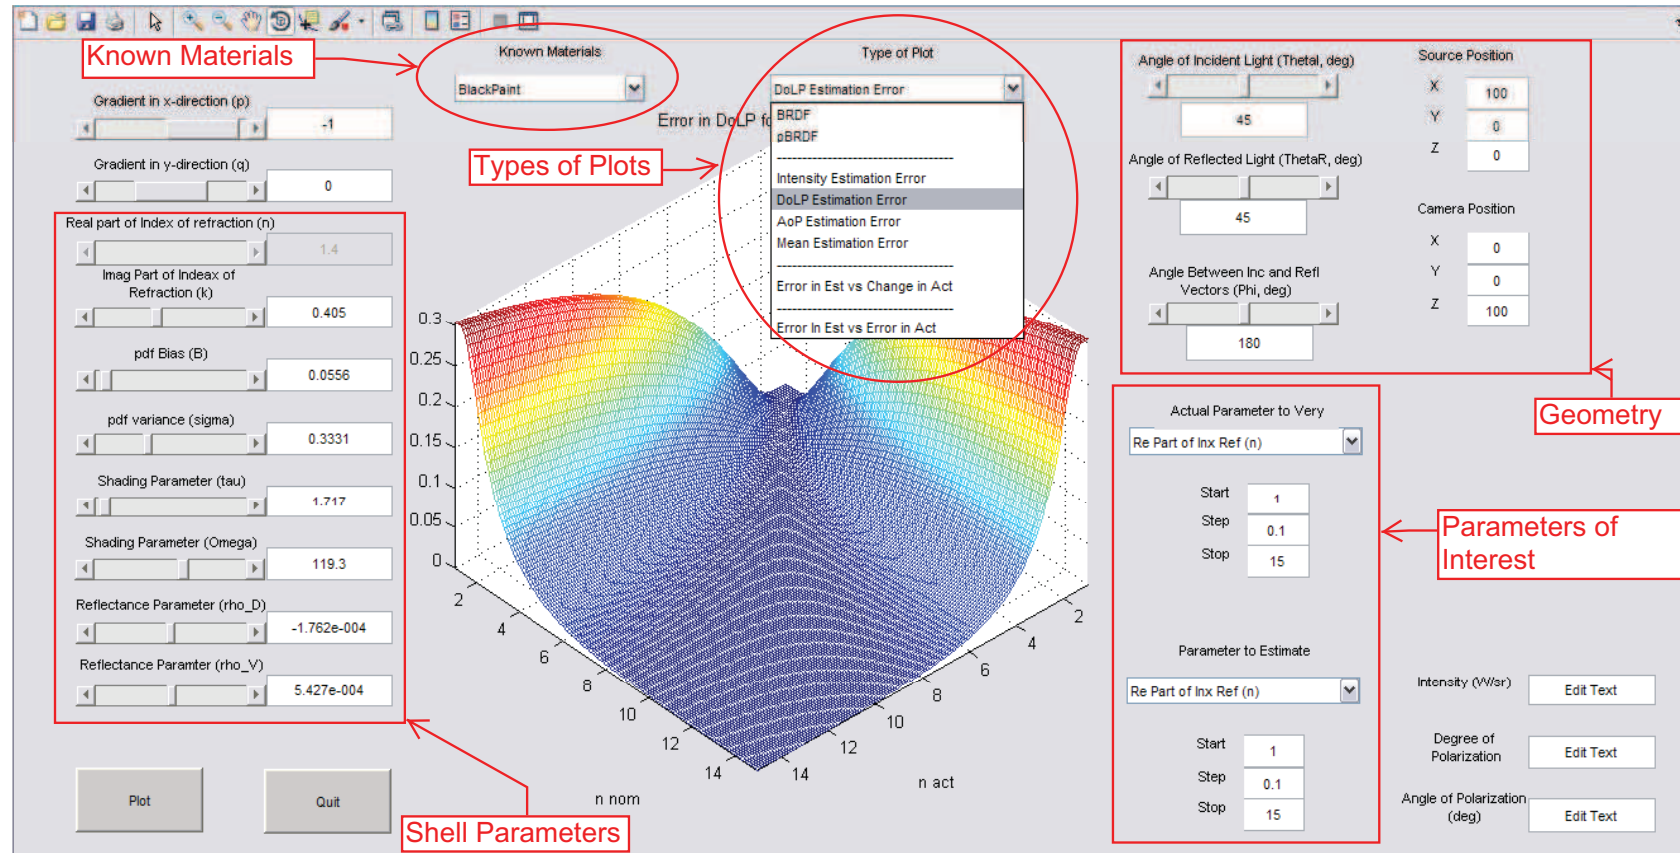 Known Materials
Known Materials
BlackPaint
Type of Plot
DoLP Estimation Error
Error in DoLP fo
BRDF
pBRDF
-----------------------------------
Intensity Estimation Error
DoLP Estimation Error
AoP Estimation Error
Mean Estimation Error
-----------------------------------
Error in Est vs Change in Act
-----------------------------------
Error In Est vs Error in Act
Types of Plots
Gradient in x-direction (p)
-1
Gradient in y-direction (q)
0
Real part of Index of refraction (n)
1.4
Imag Part of Indeax of
Refraction (k)
0.405
pdf Bias (B)
0.0556
pdf variance (sigma)
0.3331
Shading Parameter (tau)
1.717
Shading Parameter (Omega)
119.3
Reflectance Parameter (rho_D)
-1.762e-004
Reflectance Paramter (rho_V)
5.427e-004
Plot
Quit
Shell Parameters
0.3
0.25
0.2
0.15
0.1
0.05
0
2
4
6
8
10
12
14
n nom
2
4
6
8
10
12
14
n act
Angle of Incident Light (ThetaI, deg)
45
Angle of Reflected Light (ThetaR, deg)
45
Angle Between Inc and Refl
Vectors (Phi, deg)
180
Source Position
X 100
Y 0
Z 0
Camera Position
X 0
Y 0
Z 100
Geometry
Actual Parameter to Very
Re Part of Inx Ref (n)
Start 1
Step 0.1
Stop 15
Parameters of
Interest
Parameter to Estimate
Re Part of Inx Ref (n)
Start 1
Step 0.1
Stop 15
Intensity (W/sr)
Edit Text
Degree of
Polarization
Edit Text
Angle of Polarization
(deg)
Edit Text